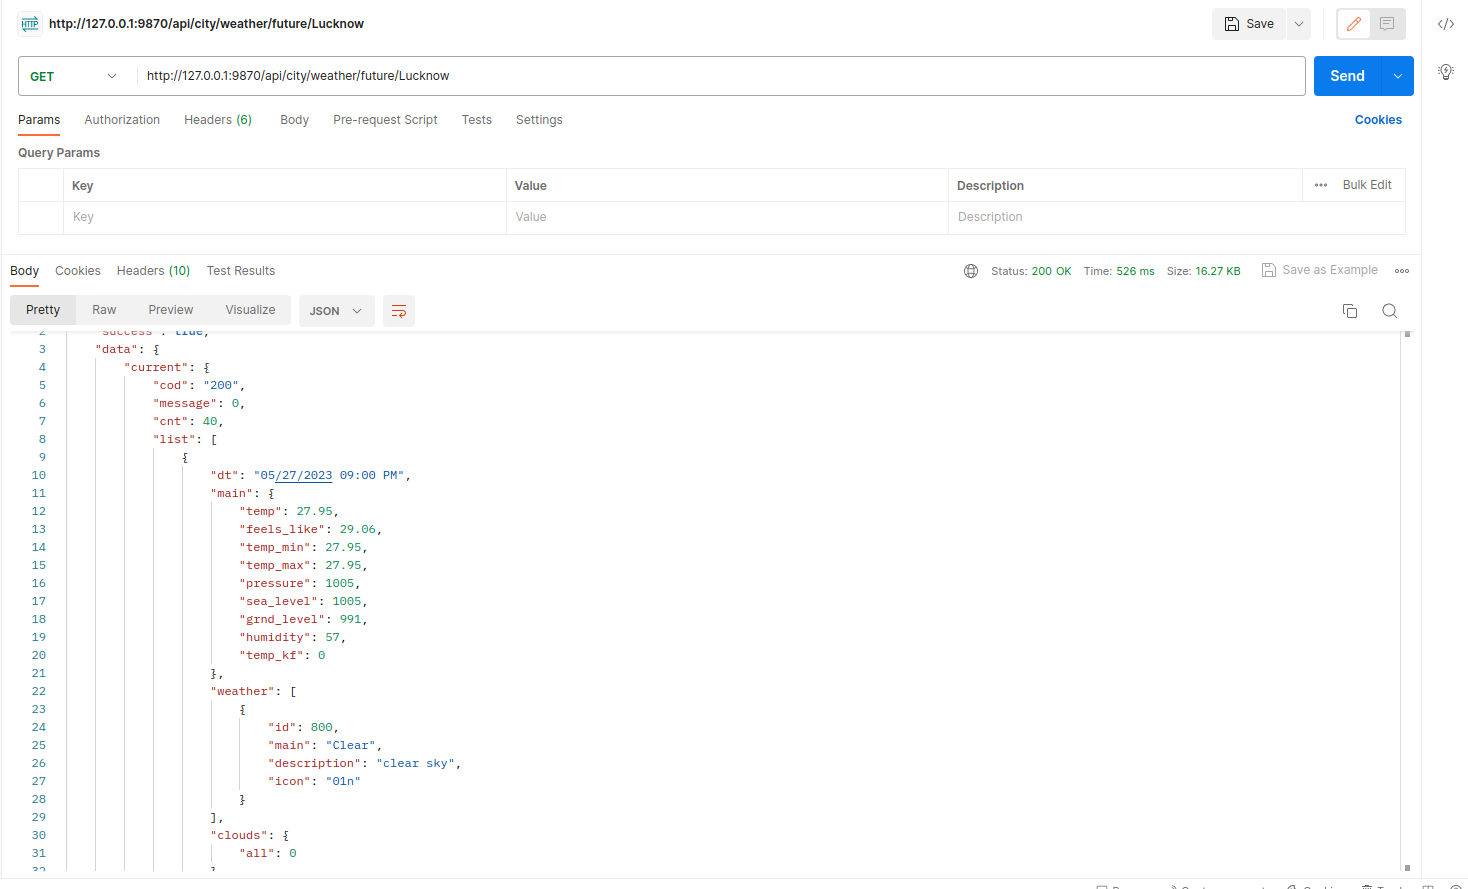 HTTP http://127.0.0.1:9870/api/city/weather/future/Lucknow Save
GET http://127.0.0.1:9870/api/city/weather/future/Lucknow Send
Params Authorization Headers (6) Body Pre-request Script Tests Settings Cookies
Query Params
Key Value Description ••• Bulk Edit
Key Value Description
Body Cookies Headers (10) Test Results Status: 200 OK Time: 526 ms Size: 16.27 KB Save as Example
Pretty Raw Preview Visualize JSON
2 "success": true,
3 "data": {
4 "current": {
5 "cod": "200",
6 "message": 0,
7 "cnt": 40,
8 "list": [
9 {
10 "dt": "05/27/2023 09:00 PM",
11 "main": {
12 "temp": 27.95,
13 "feels_like": 29.06,
14 "temp_min": 27.95,
15 "temp_max": 27.95,
16 "pressure": 1005,
17 "sea_level": 1005,
18 "grnd_level": 991,
19 "humidity": 57,
20 "temp_kf": 0
21 },
22 "weather": [
23 {
24 "id": 800,
25 "main": "Clear",
26 "description": "clear sky",
27 "icon": "01n"
28 }
29 ],
30 "clouds": {
31 "all": 0
32